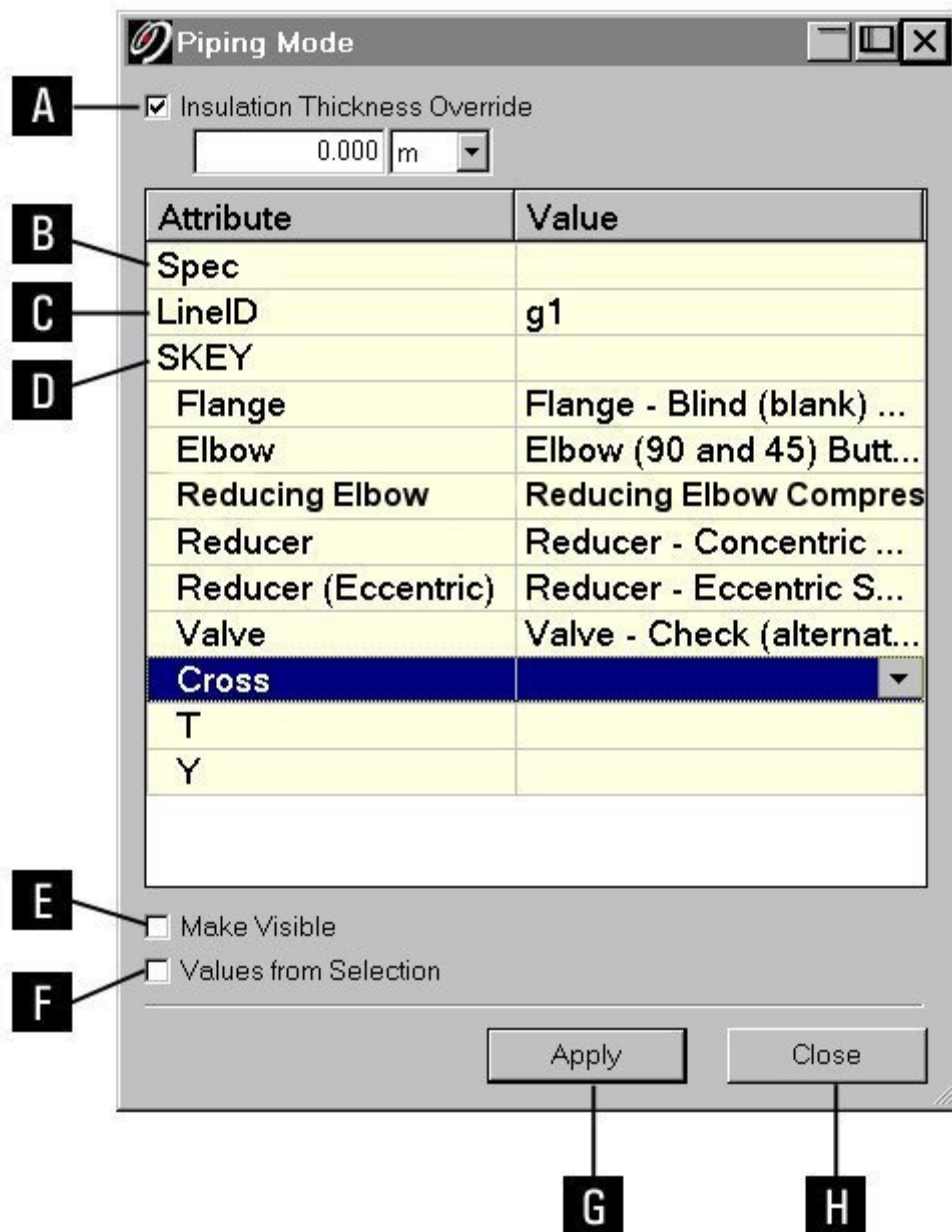 Piping Mode
A
Insulation Thickness Override
0.000 m
Attribute Value
B
Spec
C
LineID g1
D
SKEY
Flange Flange - Blind (blank) ...
Elbow Elbow (90 and 45) Butt...
Reducing Elbow Reducing Elbow Compres
Reducer Reducer - Concentric ...
Reducer (Eccentric) Reducer - Eccentric S...
Valve Valve - Check (alternat...
Cross
T
Y
E
Make Visible
F
Values from Selection
Apply Close
G H